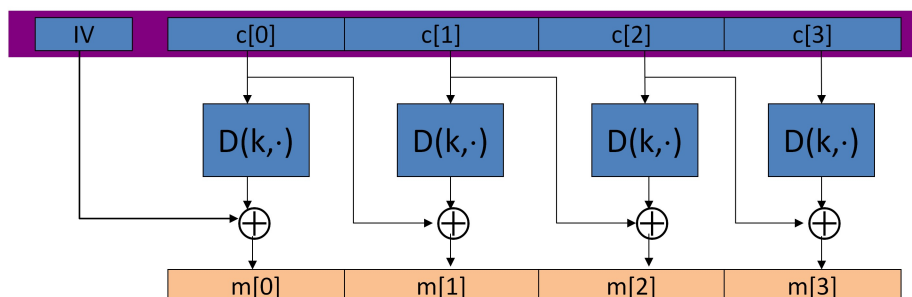 IV c[0] c[1] c[2] c[3]
D(k,·) D(k,·) D(k,·) D(k,·)
m[0] m[1] m[2] m[3]